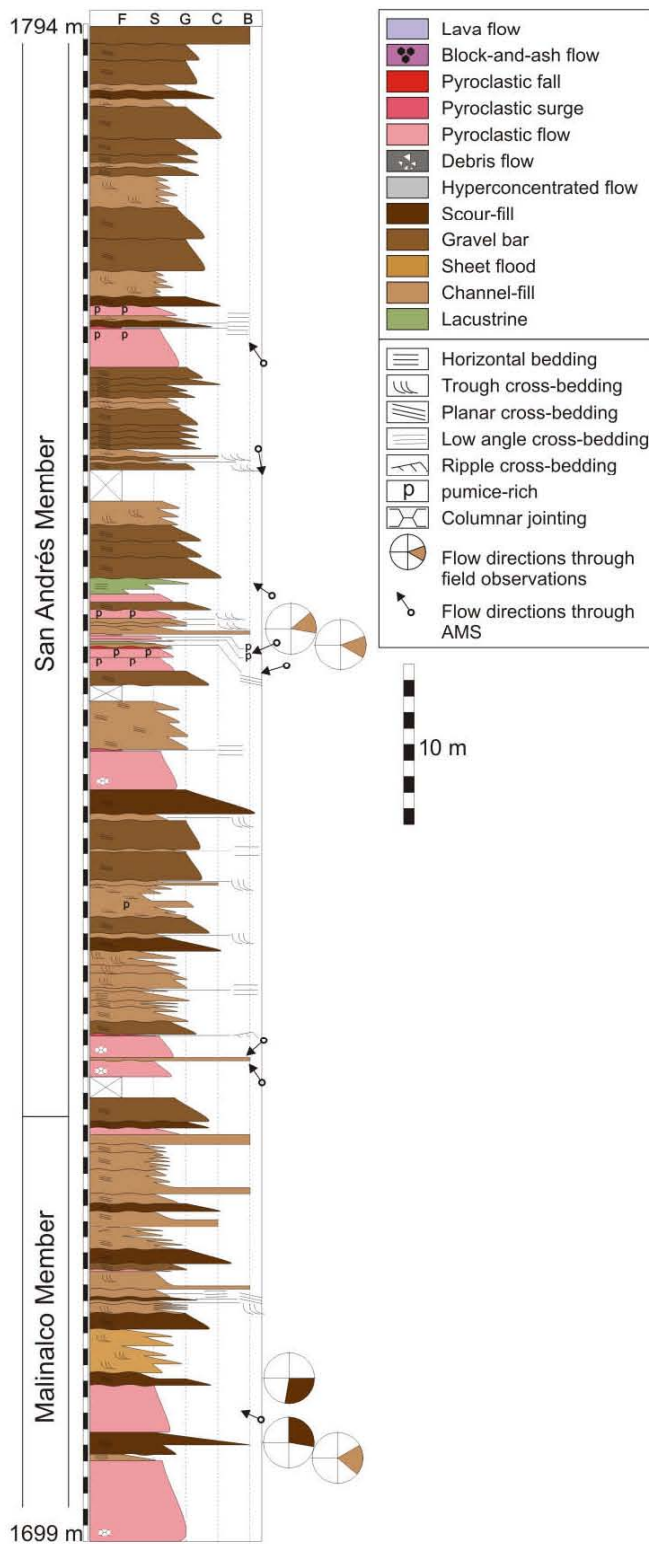 1794 m
F S G C B
San Andrés Member
p p
p p
p p
p
p p p
p
p p
p
Malinalco Member
1699 m
Lava flow
Block-and-ash flow
Pyroclastic fall
Pyroclastic surge
Pyroclastic flow
Debris flow
Hyperconcentrated flow
Scour-fill
Gravel bar
Sheet flood
Channel-fill
Lacustrine
Horizontal bedding
Trough cross-bedding
Planar cross-bedding
Low angle cross-bedding
Ripple cross-bedding
p pumice-rich
Columnar jointing
Flow directions through
field observations
Flow directions through
AMS
10 m